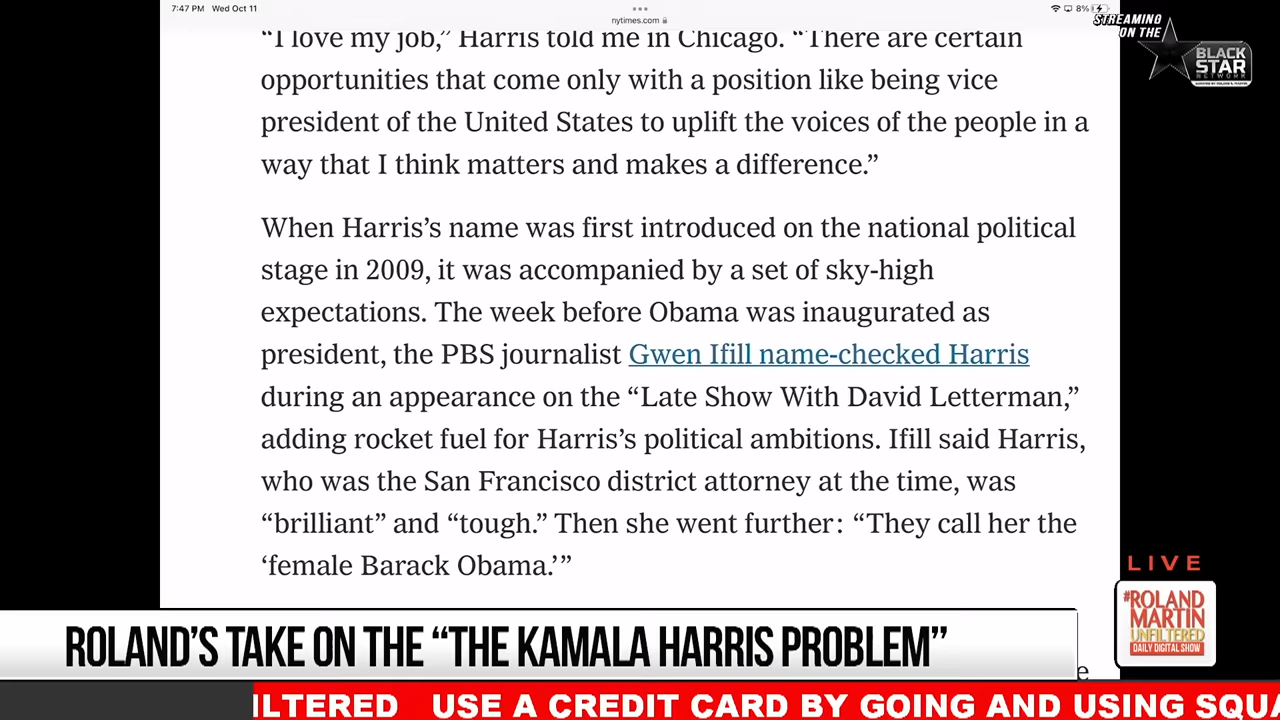 7:47 PM Wed Oct 11
nytimes.com
8%
STREAMING
ON THE
BLACK
STAR
NETWORK
“I love my job,” Harris told me in Chicago. “There are certain
opportunities that come only with a position like being vice
president of the United States to uplift the voices of the people in a
way that I think matters and makes a difference.”
When Harris’s name was first introduced on the national political
stage in 2009, it was accompanied by a set of sky-high
expectations. The week before Obama was inaugurated as
president, the PBS journalist Gwen Ifill name-checked Harris
during an appearance on the “Late Show With David Letterman,”
adding rocket fuel for Harris’s political ambitions. Ifill said Harris,
who was the San Francisco district attorney at the time, was
“brilliant” and “tough.” Then she went further: “They call her the
‘female Barack Obama.’”
LIVE
#ROLAND
MARTIN
UNFILTERED
DAILY DIGITAL SHOW
ROLAND’S TAKE ON THE “THE KAMALA HARRIS PROBLEM”
e
ILTERED USE A CREDIT CARD BY GOING AND USING SQUA